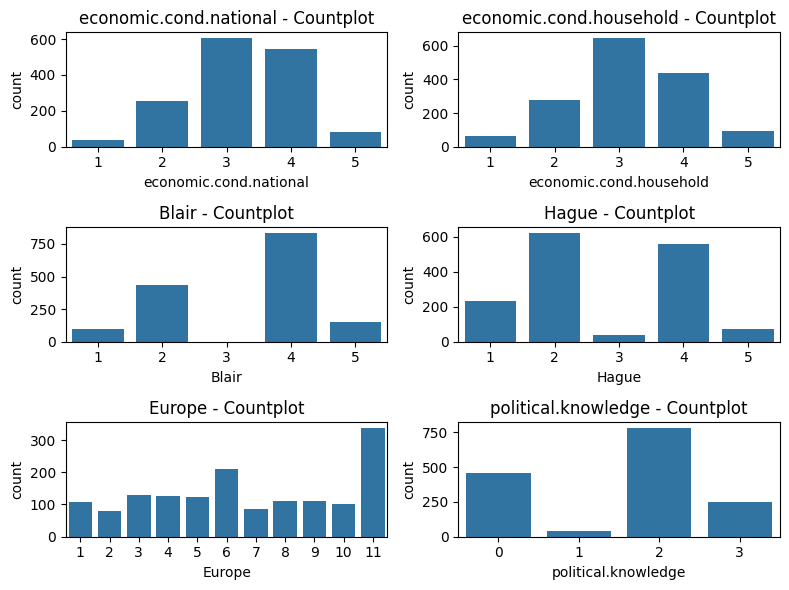 economic.cond.national - Countplot
600
400
200
0
count
1 2 3 4 5
economic.cond.national
economic.cond.household - Countplot
600
400
200
0
count
1 2 3 4 5
economic.cond.household
Blair - Countplot
750
500
250
0
count
1 2 3 4 5
Blair
Hague - Countplot
600
400
200
0
count
1 2 3 4 5
Hague
Europe - Countplot
300
200
100
0
count
1 2 3 4 5 6 7 8 9 10 11
Europe
political.knowledge - Countplot
750
500
250
0
count
0 1 2 3
political.knowledge